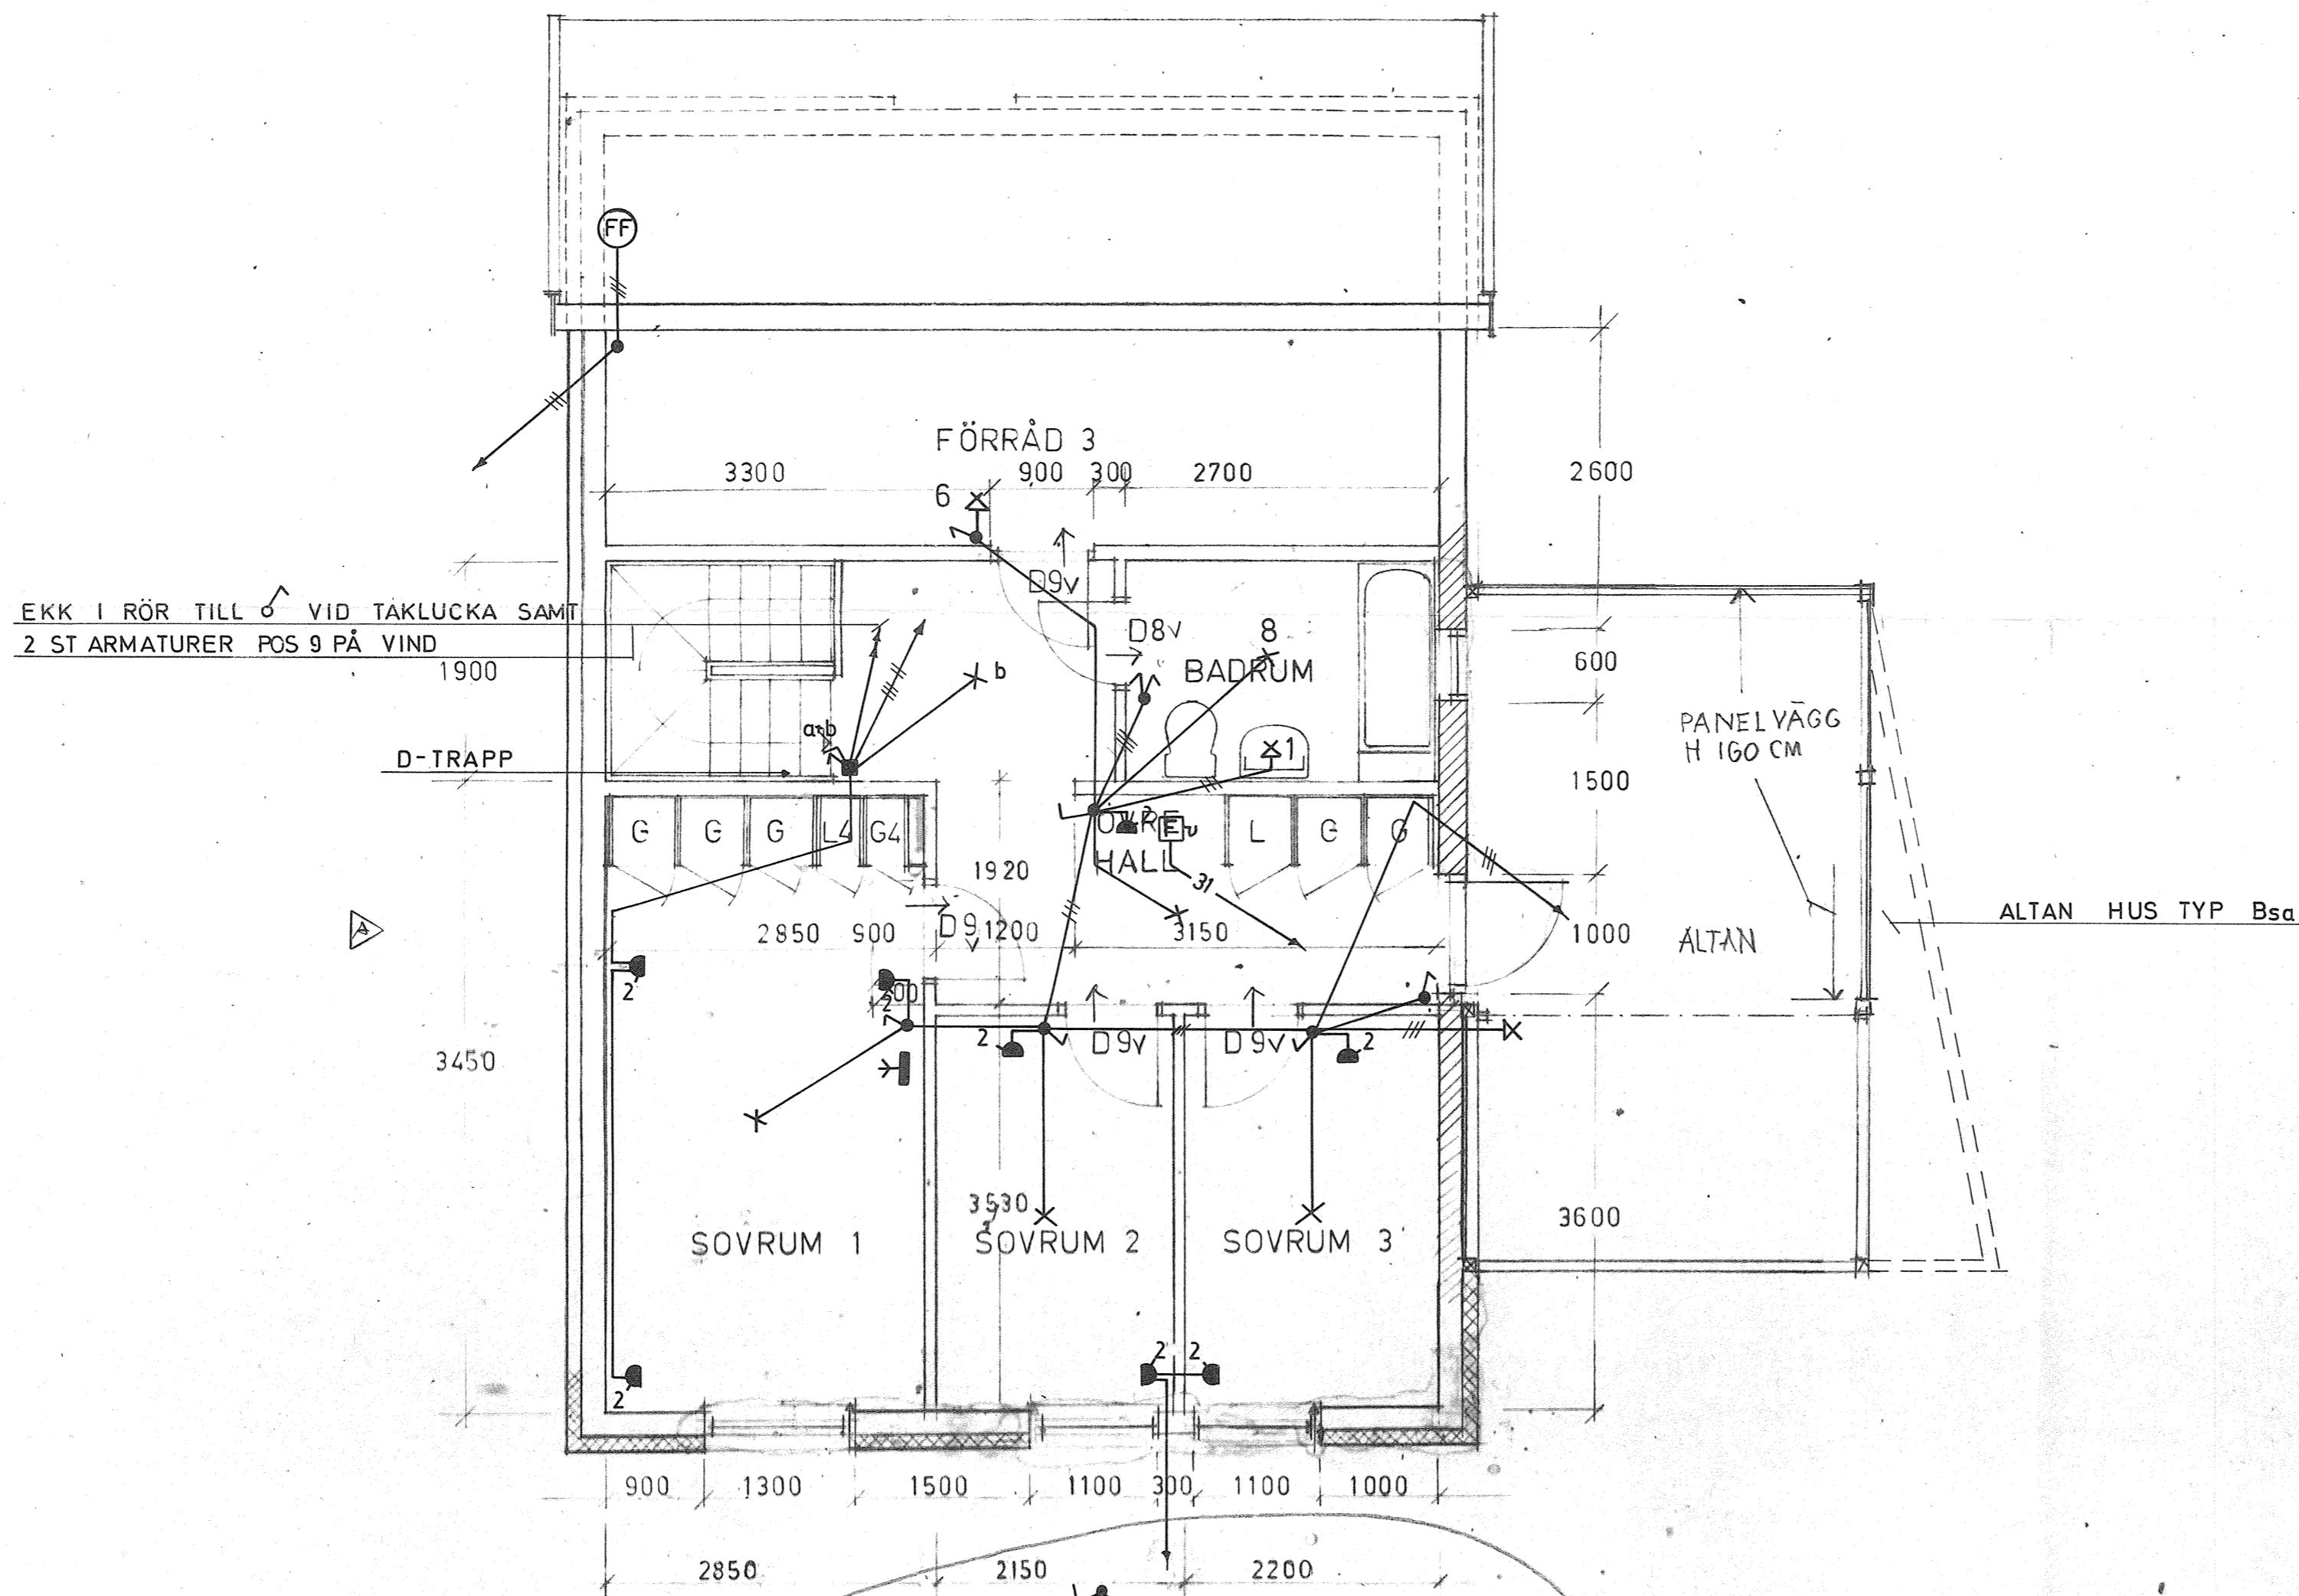 FF
FÖRRÅD 3
3300 900 300 2700
2600
6
D9v
EKK I RÖR TILL VID TAKLUCKA SAMT
2 ST ARMATURER POS 9 PÅ VIND
1900
D8v
8
b
BADRUM
600
a+b
1
D-TRAPP
PANELVÄGG
H 160 CM
1500
G G G L4 G4
ÖVRE
HALL
E
L G G
1920
31
A
2850 900 D9v 1200 3150
1000
ALTAN
ALTAN HUS TYP Bsa
2
200
2
2 D9v D9v 2
3450
3530
3600
SOVRUM 1 SOVRUM 2 SOVRUM 3
2 2
2
900 1300 1500 1100 300 1100 1000
2850 2150 2200